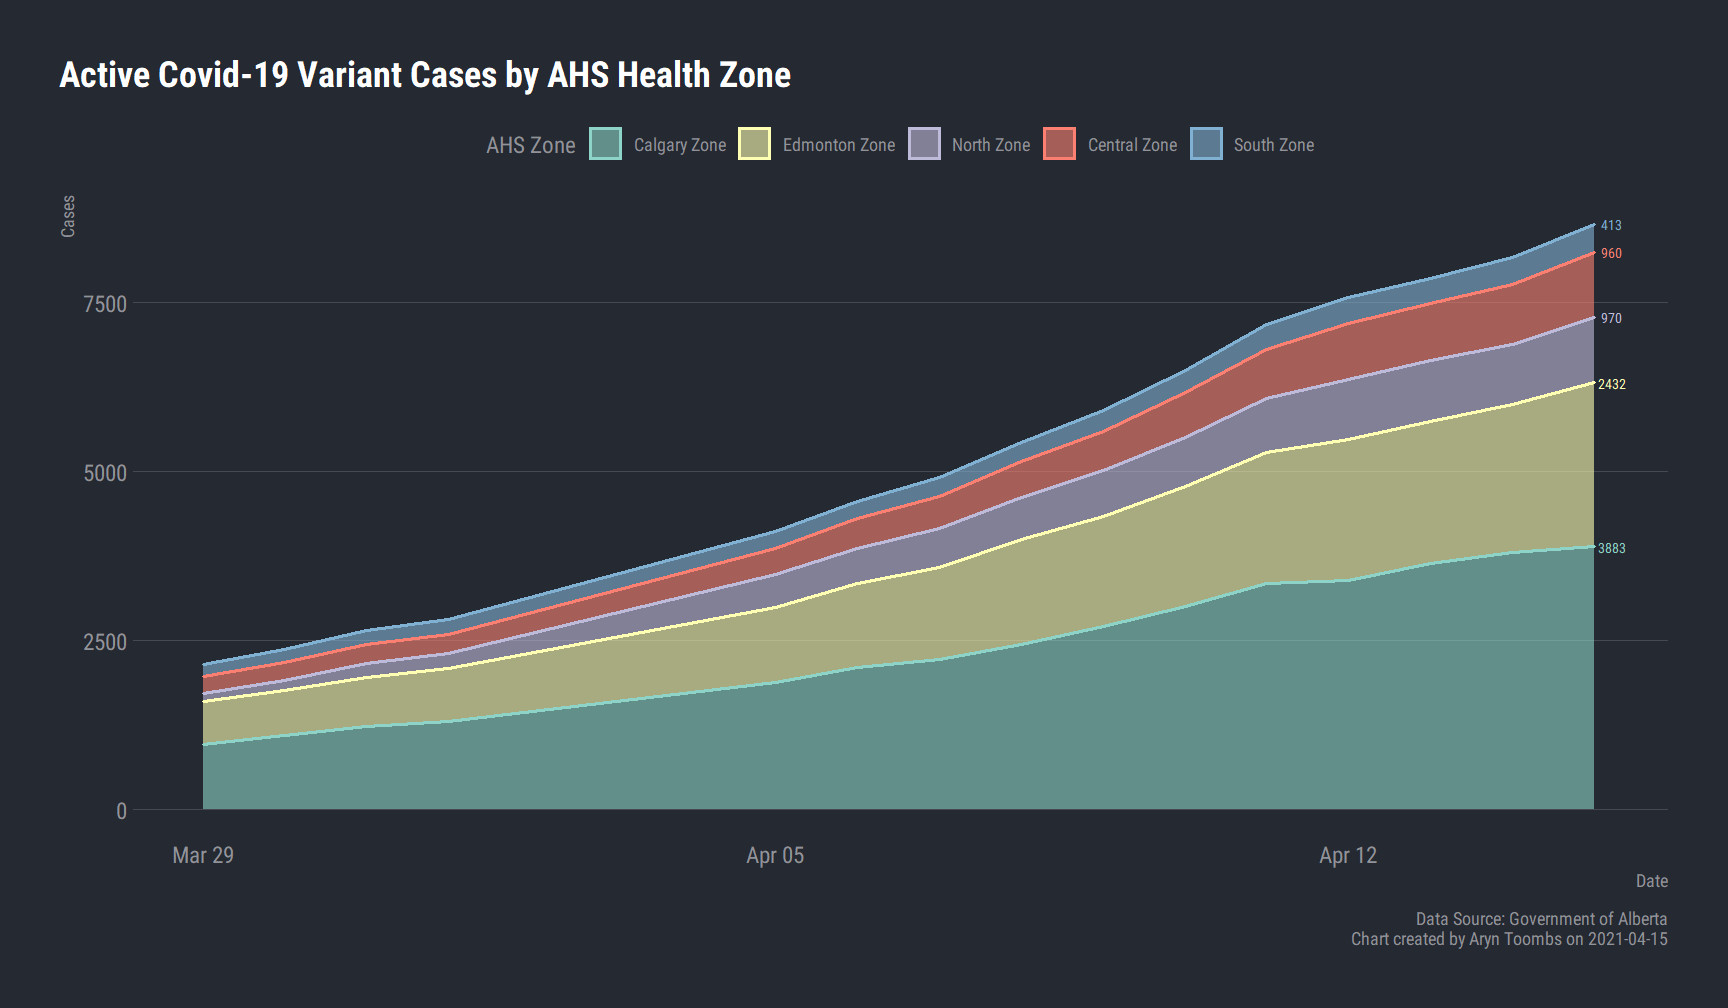 Active Covid-19 Variant Cases by AHS Health Zone
AHS Zone Calgary Zone Edmonton Zone North Zone Central Zone South Zone
Cases
413
960
7500
970
2432
5000
3883
2500
0
Mar 29 Apr 05 Apr 12
Date
Data Source: Government of Alberta
Chart created by Aryn Toombs on 2021-04-15